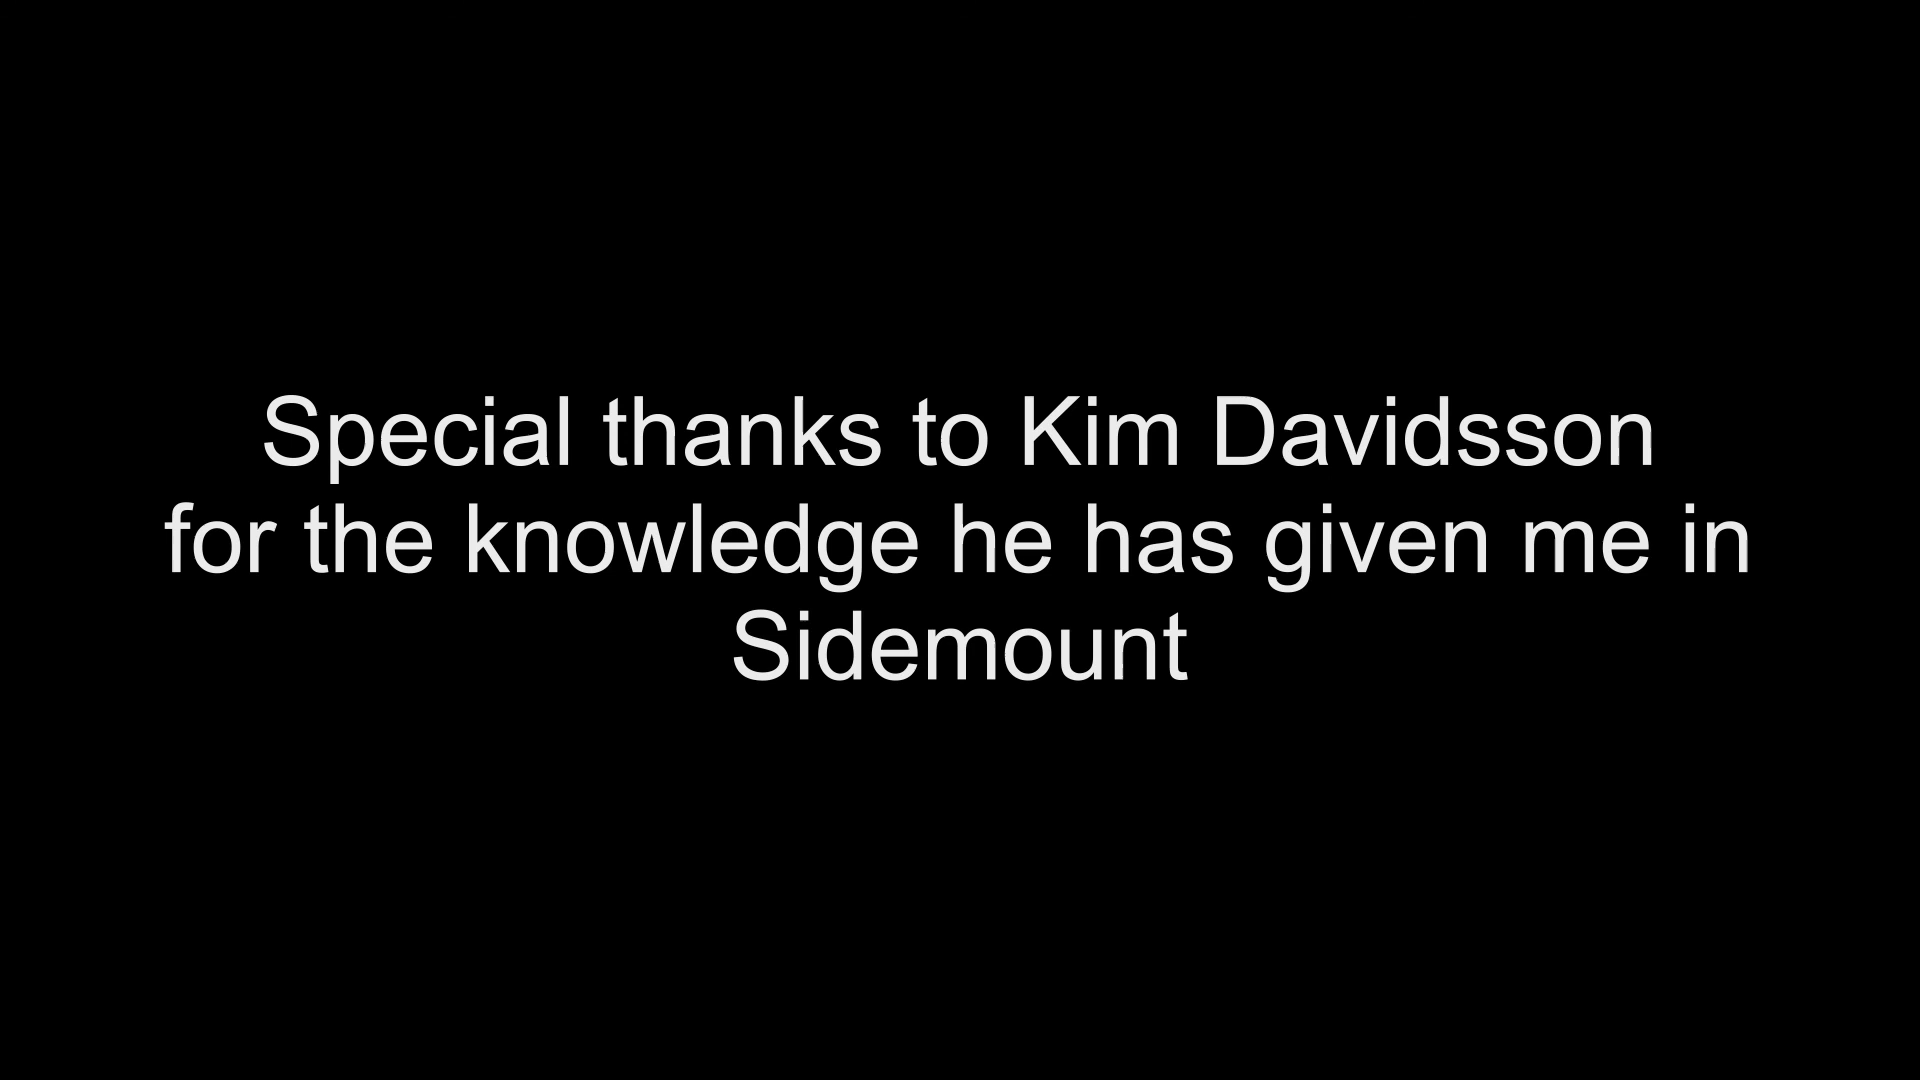 Special thanks to Kim Davidsson
for the knowledge he has given me in
Sidemount